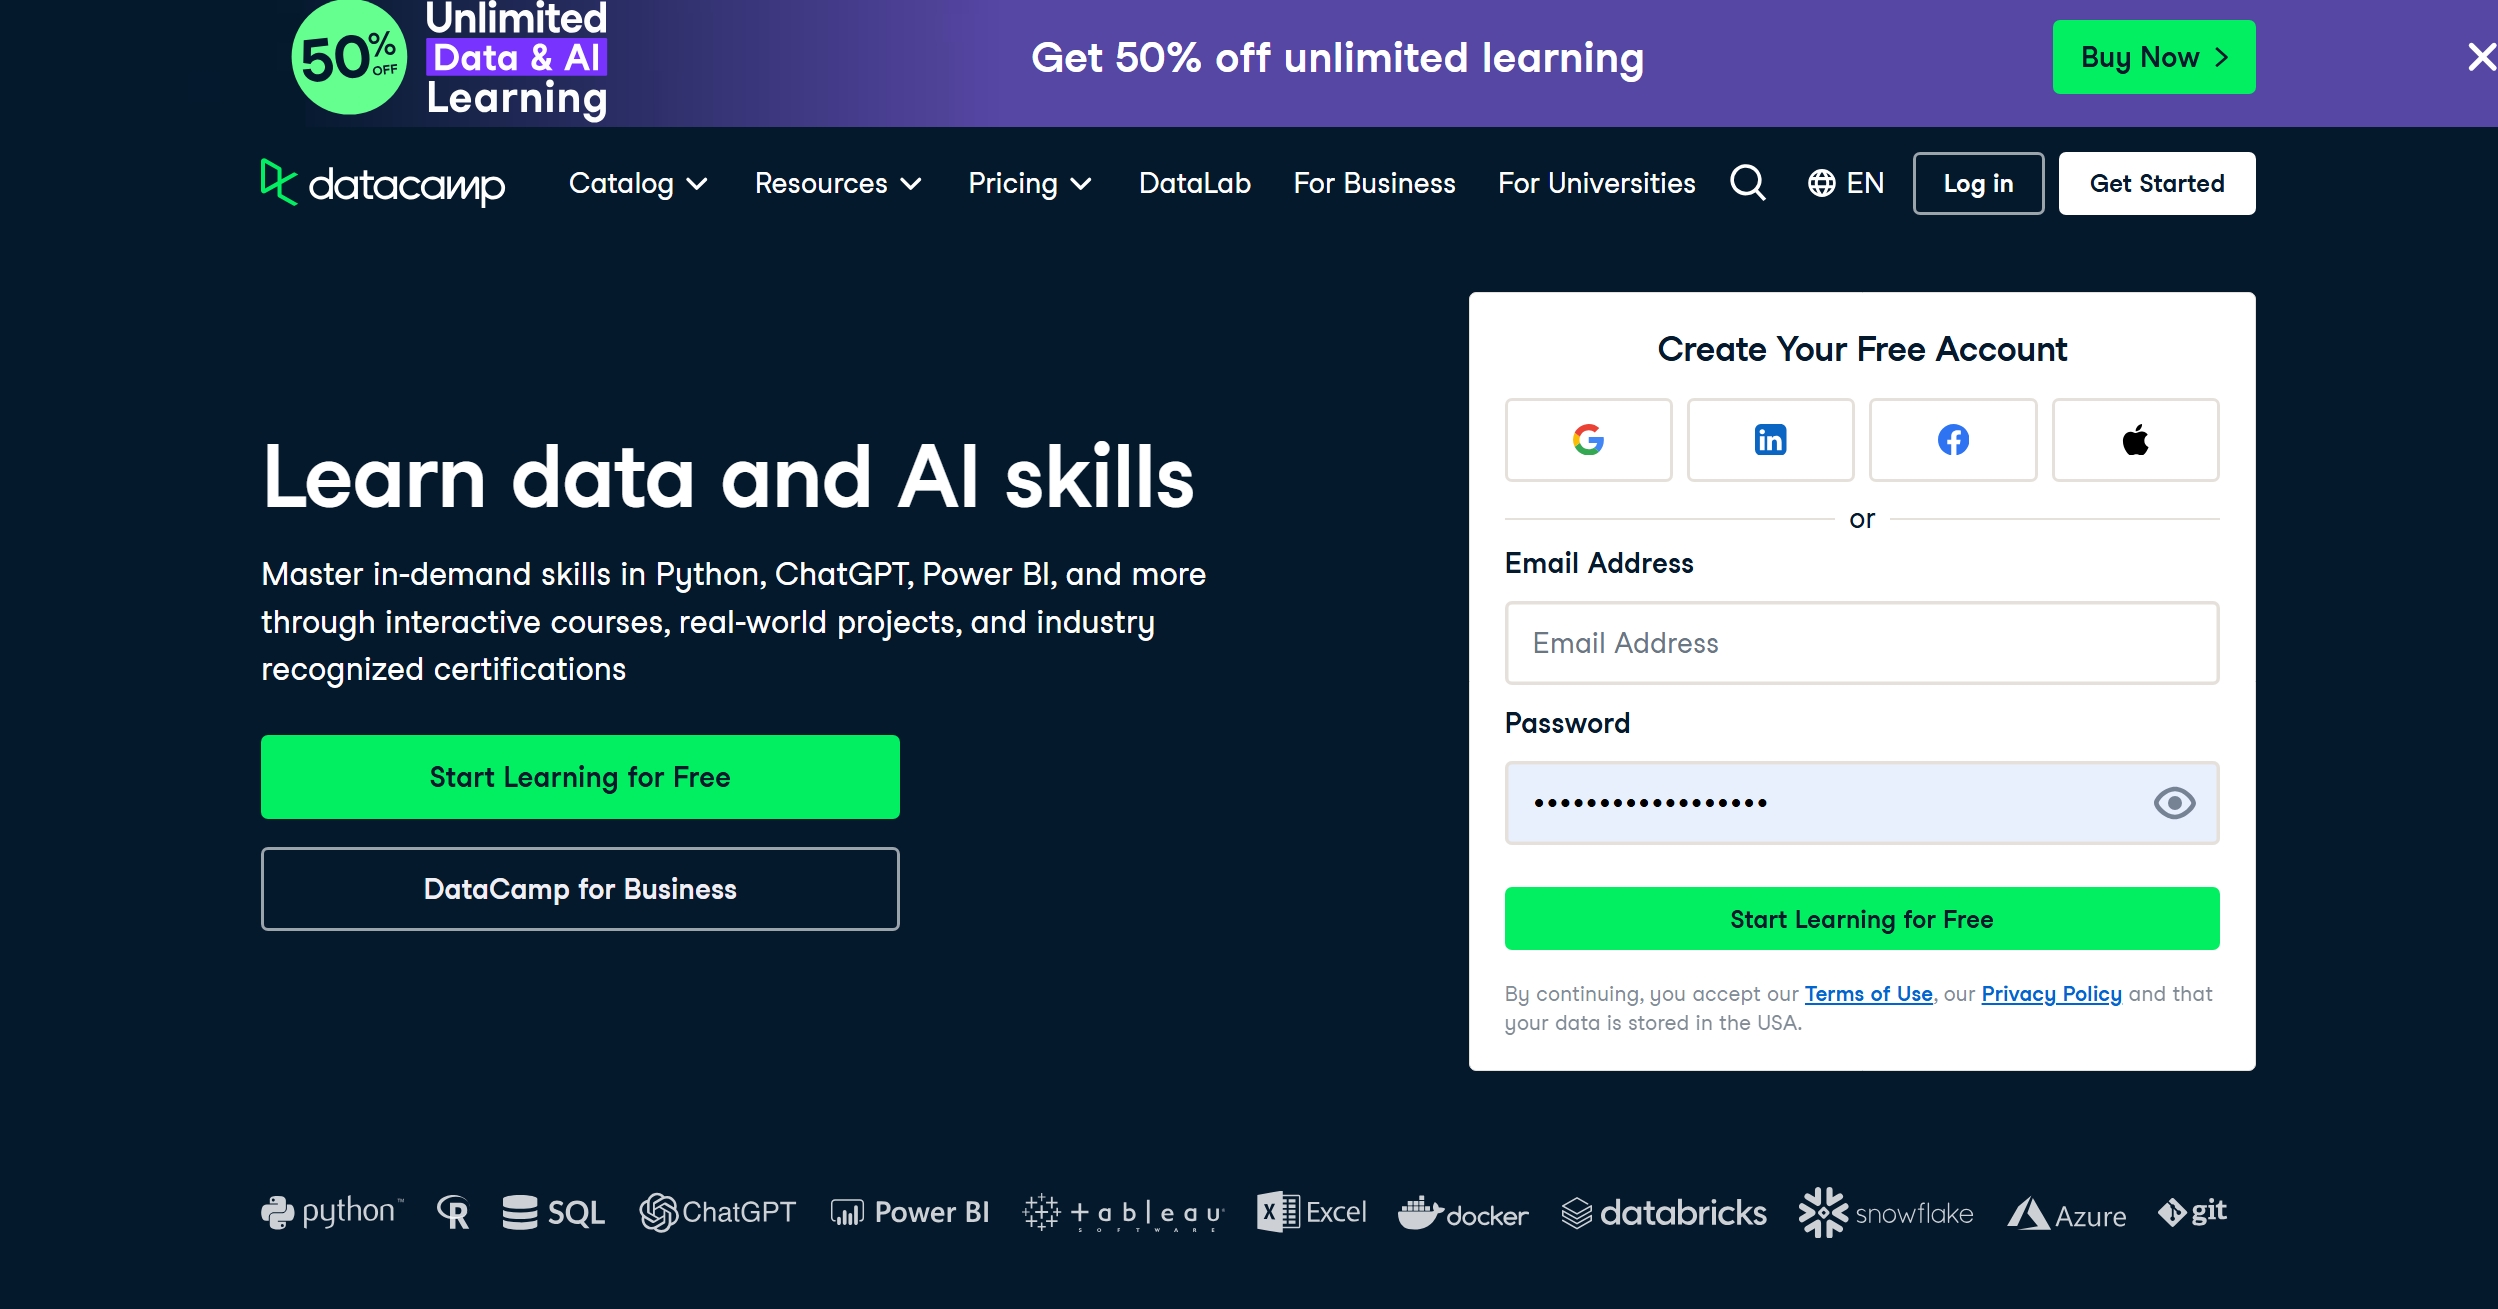 50% OFF
Unlimited
Data & AI
Learning
Get 50% off unlimited learning
Buy Now
datacamp
Catalog
Resources
Pricing
DataLab
For Business
For Universities
EN
Log in
Get Started
Learn data and AI skills
Master in-demand skills in Python, ChatGPT, Power BI, and more
through interactive courses, real-world projects, and industry
recognized certifications
Start Learning for Free
DataCamp for Business
Create Your Free Account
or
Email Address
Email Address
Password
Start Learning for Free
By continuing, you accept our Terms of Use, our Privacy Policy and that
your data is stored in the USA.
python™
R
SQL
ChatGPT
Power BI
+ableau
SOFTWARE
Excel
docker
databricks
snowflake
Azure
git